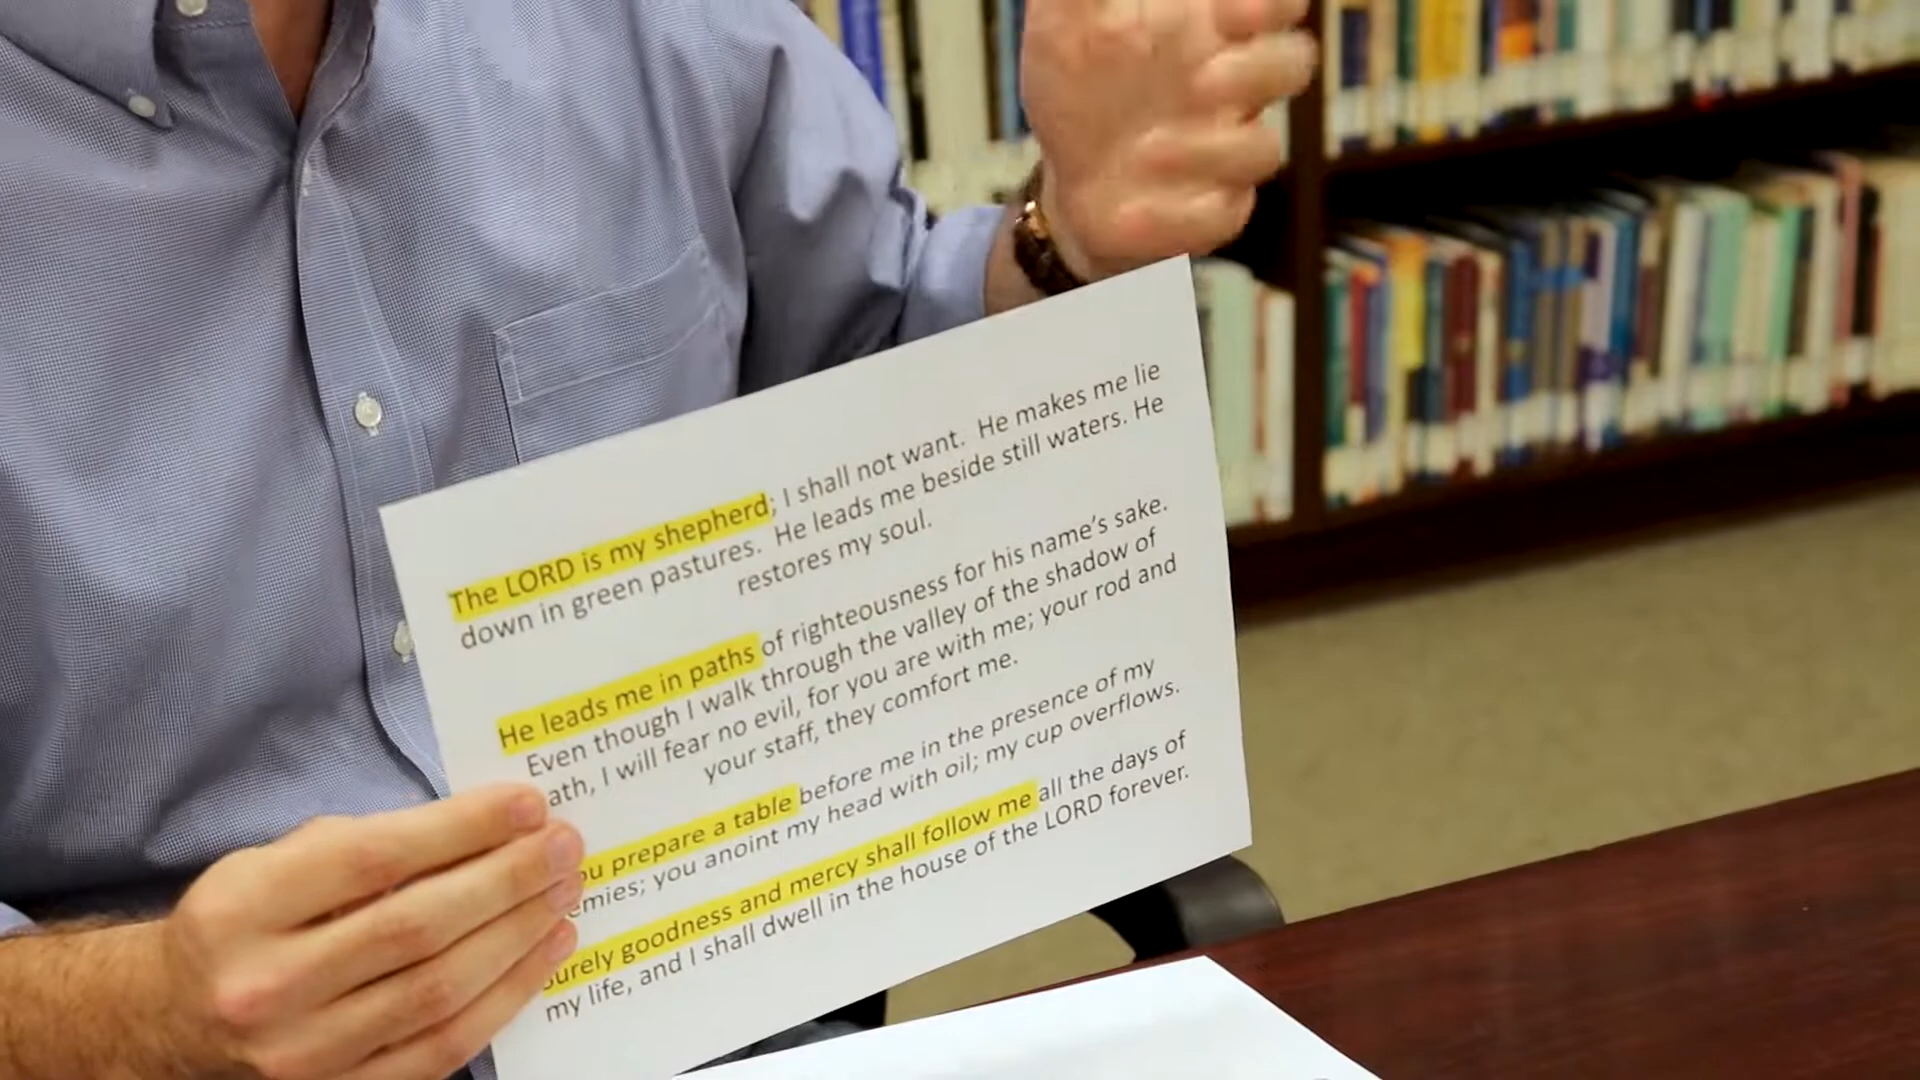 The LORD is my shepherd; I shall not want. He makes me lie
down in green pastures. He leads me beside still waters. He
restores my soul.
He leads me in paths of righteousness for his name's sake.
Even though I walk through the valley of the shadow of
ath, I will fear no evil, for you are with me; your rod and
your staff, they comfort me.
ou prepare a table before me in the presence of my
emies; you anoint my head with oil; my cup overflows.
urely goodness and mercy shall follow me all the days of
my life, and I shall dwell in the house of the LORD forever.